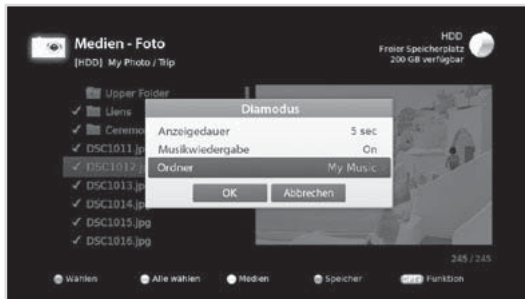 Medien - Foto
[HDD] My Photo / Trip
HDD
Freier Speicherplatz
200 GB verfügbar
Upper Folder
Liens
Ceremo
DSC1011.jp
DSC1012.j
DSC1013.jp
DSC1014.jp
DSC1015.jpg
DSC1016.jpg
Diamodus
Anzeigedauer 5 sec
Musikwiedergabe On
Ordner My Music
OK Abbrechen
245 / 245
Wählen Alle wählen Medien Speicher Funktion